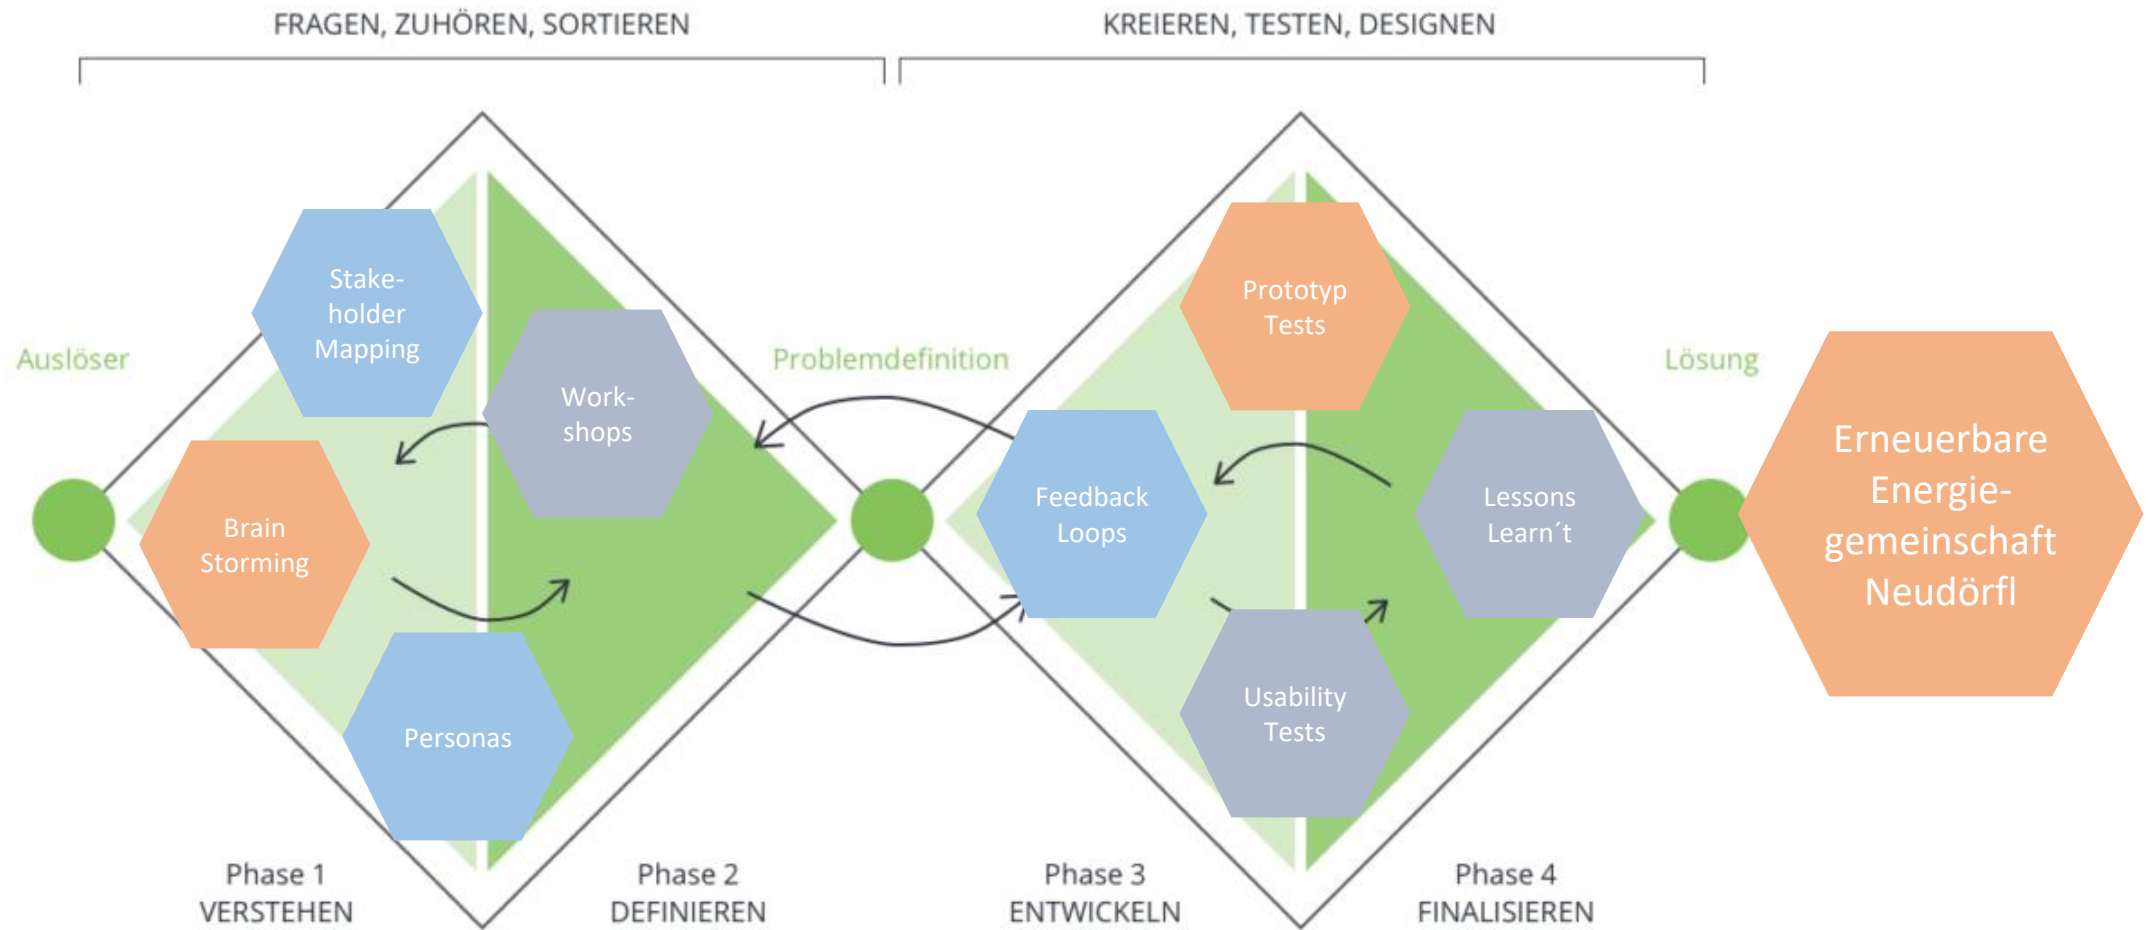 FRAGEN, ZUHÖREN, SORTIEREN
KREIEREN, TESTEN, DESIGNEN
Auslöser
Stake-
holder
Mapping
Work-
shops
Brain
Storming
Personas
Problemdefinition
Prototyp
Tests
Feedback
Loops
Lessons
Learn´t
Usability
Tests
Lösung
Erneuerbare
Energie-
gemeinschaft
Neudörfl
Phase 1
VERSTEHEN
Phase 2
DEFINIEREN
Phase 3
ENTWICKELN
Phase 4
FINALISIEREN